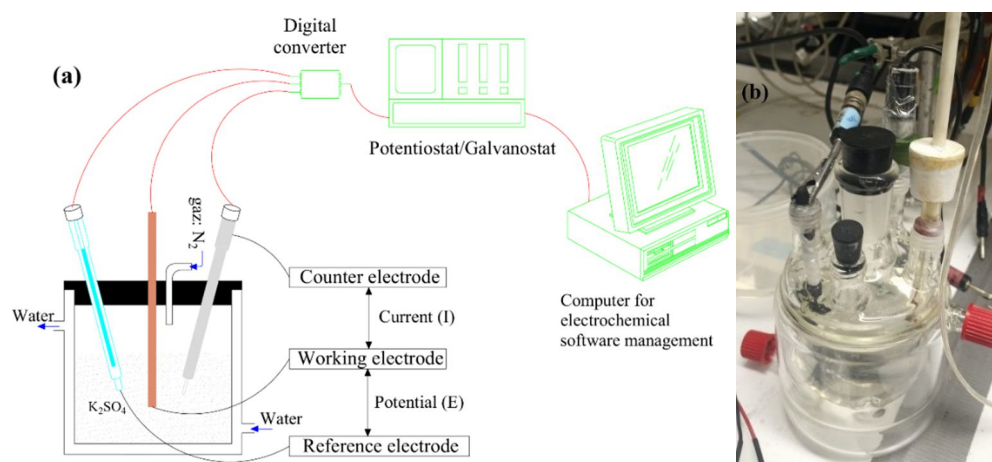 Digital
converter
(a)
Potentiostat/Galvanostat
gaz: N₂
Counter electrode
Water
Current (I)
Computer for
electrochemical
software management
Working electrode
K₂SO₄
Potential (E)
Water
Reference electrode
(b)